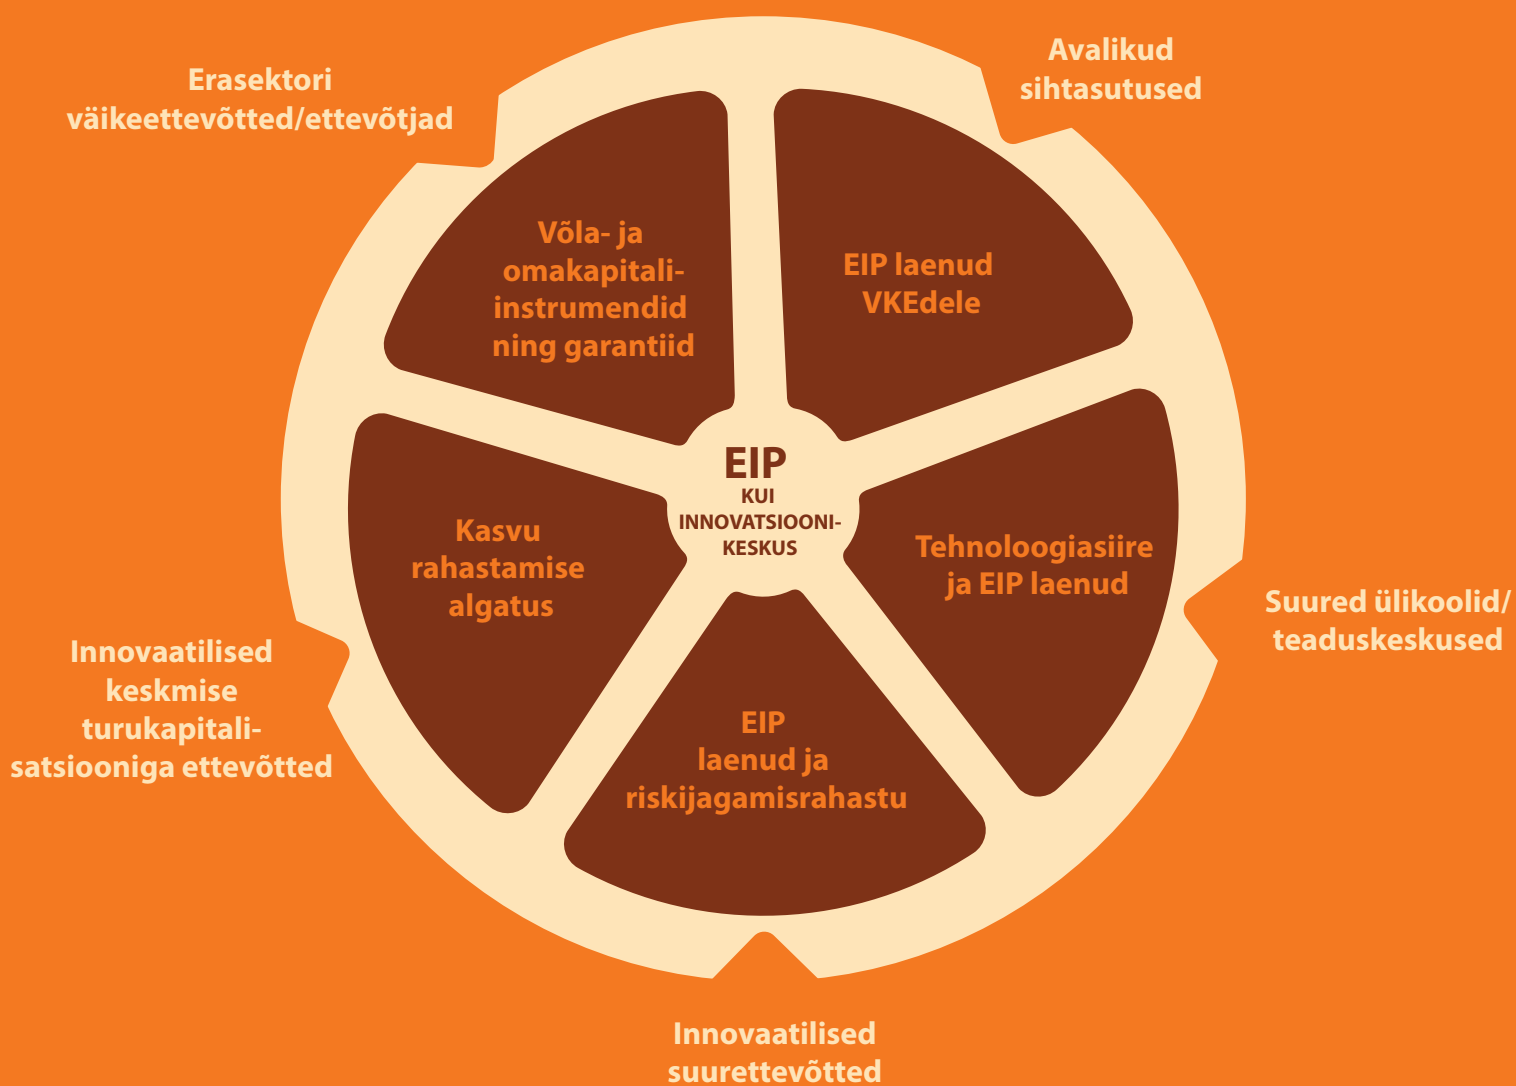 Erasektori
väikeettevõtted/ettevõtjad
Avalikud
sihtasutused
Võla- ja
omakapitali-
instrumendid
ning garantiid
EIP laenud
VKEdele
EIP
KUI
INNOVATSIOONI-
KESKUS
Kasvu
rahastamise
algatus
Tehnoloogiasiire
ja EIP laenud
Suured ülikoolid/
teaduskeskused
Innovaatilised
keskmise
turukapitali-
satsiooniga ettevõtted
EIP
laenud ja
riskijagamisrahastu
Innovaatilised
suurettevõtted